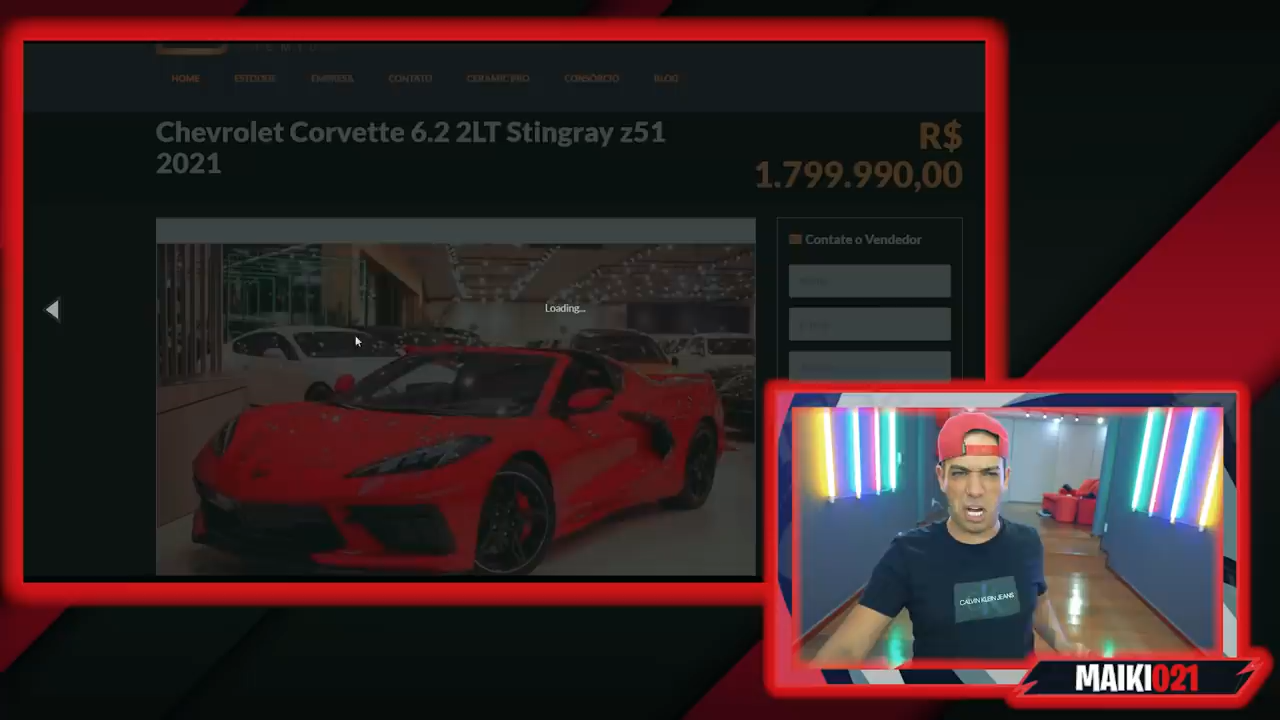 HOME ESTOQUE EMPRESA CONTATO CERAMIC PRO CONSÓRCIO BLOG
Chevrolet Corvette 6.2 2LT Stingray z51
2021
R$
1.799.990,00
Contate o Vendedor
Loading...
CALVIN KLEIN JEANS
MAIKI021